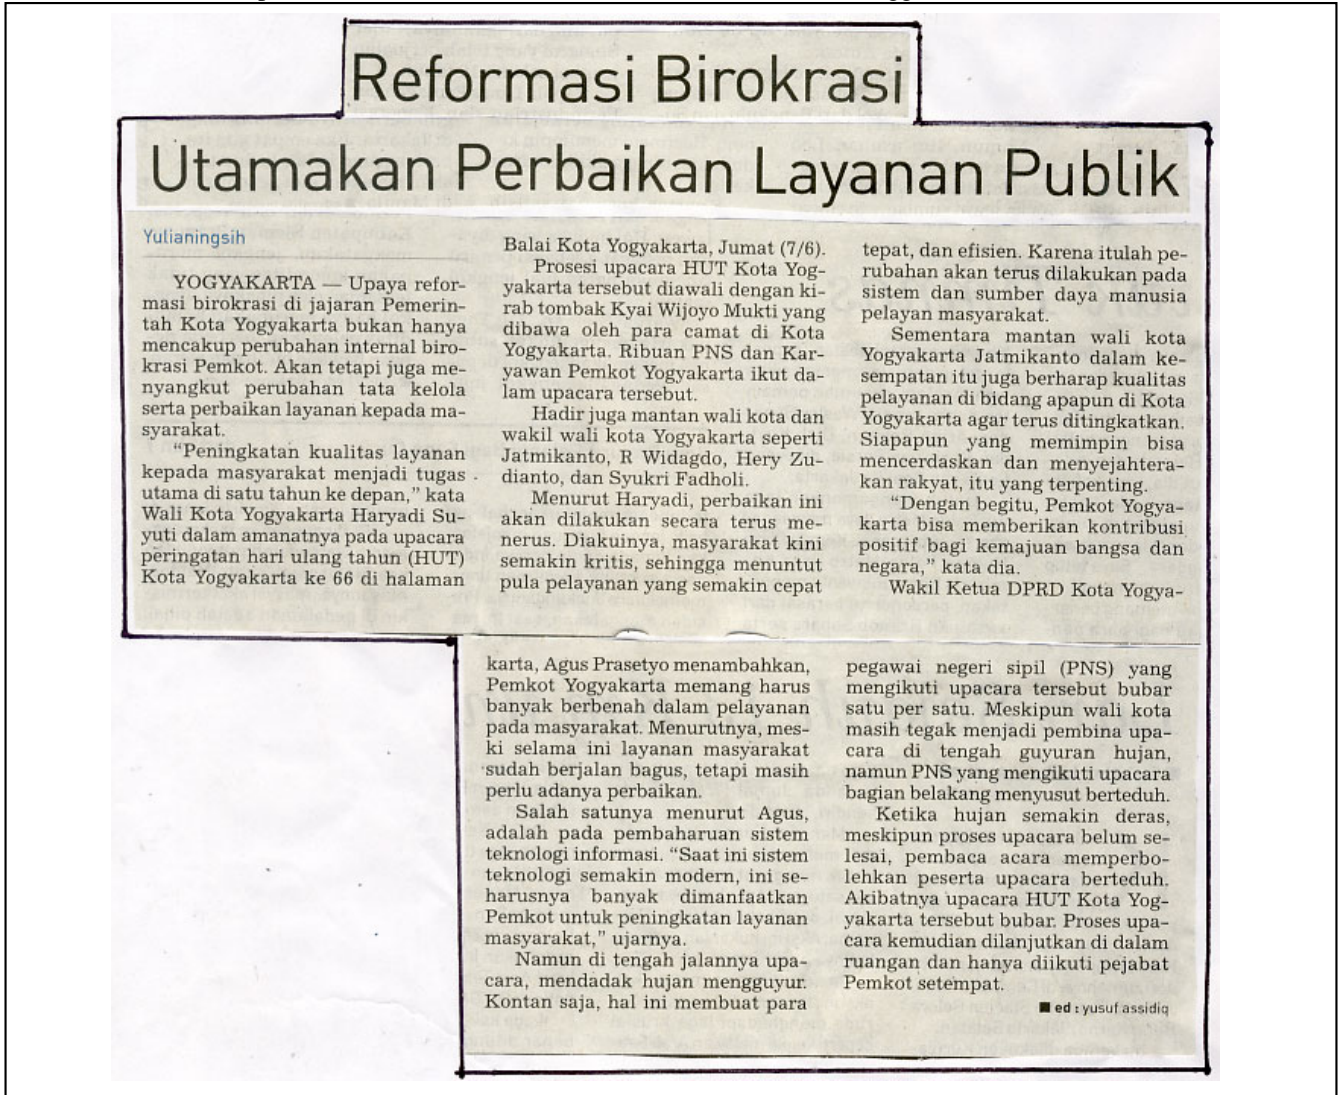 Reformasi Birokrasi
Utamakan Perbaikan Layanan Publik
Yulianingsih
YOGYAKARTA — Upaya refor-
masi birokrasi di jajaran Pemerin-
tah Kota Yogyakarta bukan hanya
mencakup perubahan internal biro-
krasi Pemkot. Akan tetapi juga me-
nyangkut perubahan tata kelola
serta perbaikan layanan kepada ma-
syarakat.
“Peningkatan kualitas layanan
kepada masyarakat menjadi tugas
utama di satu tahun ke depan,” kata
Wali Kota Yogyakarta Haryadi Su-
yuti dalam amanatnya pada upacara
peringatan hari ulang tahun (HUT)
Kota Yogyakarta ke 66 di halaman
Balai Kota Yogyakarta, Jumat (7/6).
Prosesi upacara HUT Kota Yog-
yakarta tersebut diawali dengan ki-
rab tombak Kyai Wijoyo Mukti yang
dibawa oleh para camat di Kota
Yogyakarta. Ribuan PNS dan Kar-
yawan Pemkot Yogyakarta ikut da-
lam upacara tersebut.
Hadir juga mantan wali kota dan
wakil wali kota Yogyakarta seperti
Jatmikanto, R Widagdo, Hery Zu-
dianto, dan Syukri Fadholi.
Menurut Haryadi, perbaikan ini
akan dilakukan secara terus me-
nerus. Diakuinya, masyarakat kini
semakin kritis, sehingga menuntut
pula pelayanan yang semakin cepat
tepat, dan efisien. Karena itulah pe-
rubahan akan terus dilakukan pada
sistem dan sumber daya manusia
pelayan masyarakat.
Sementara mantan wali kota
Yogyakarta Jatmikanto dalam ke-
sempatan itu juga berharap kualitas
pelayanan di bidang apapun di Kota
Yogyakarta agar terus ditingkatkan.
Siapapun yang memimpin bisa
mencerdaskan dan menyejahtera-
kan rakyat, itu yang terpenting.
“Dengan begitu, Pemkot Yogya-
karta bisa memberikan kontribusi
positif bagi kemajuan bangsa dan
negara,” kata dia.
Wakil Ketua DPRD Kota Yogya-
karta, Agus Prasetyo menambahkan,
Pemkot Yogyakarta memang harus
banyak berbenah dalam pelayanan
pada masyarakat. Menurutnya, mes-
ki selama ini layanan masyarakat
sudah berjalan bagus, tetapi masih
perlu adanya perbaikan.
Salah satunya menurut Agus,
adalah pada pembaharuan sistem
teknologi informasi. “Saat ini sistem
teknologi semakin modern, ini se-
harusnya banyak dimanfaatkan
Pemkot untuk peningkatan layanan
masyarakat,” ujarnya.
Namun di tengah jalannya upa-
cara, mendadak hujan mengguyur.
Kontan saja, hal ini membuat para
pegawai negeri sipil (PNS) yang
mengikuti upacara tersebut bubar
satu per satu. Meskipun wali kota
masih tegak menjadi pembina upa-
cara di tengah guyuran hujan,
namun PNS yang mengikuti upacara
bagian belakang menyusut berteduh.
Ketika hujan semakin deras,
meskipun proses upacara belum se-
lesai, pembaca acara memperbo-
lehkan peserta upacara berteduh.
Akibatnya upacara HUT Kota Yog-
yakarta tersebut bubar. Proses upa-
cara kemudian dilanjutkan di dalam
ruangan dan hanya diikuti pejabat
Pemkot setempat.
■ ed : yusuf assidiq